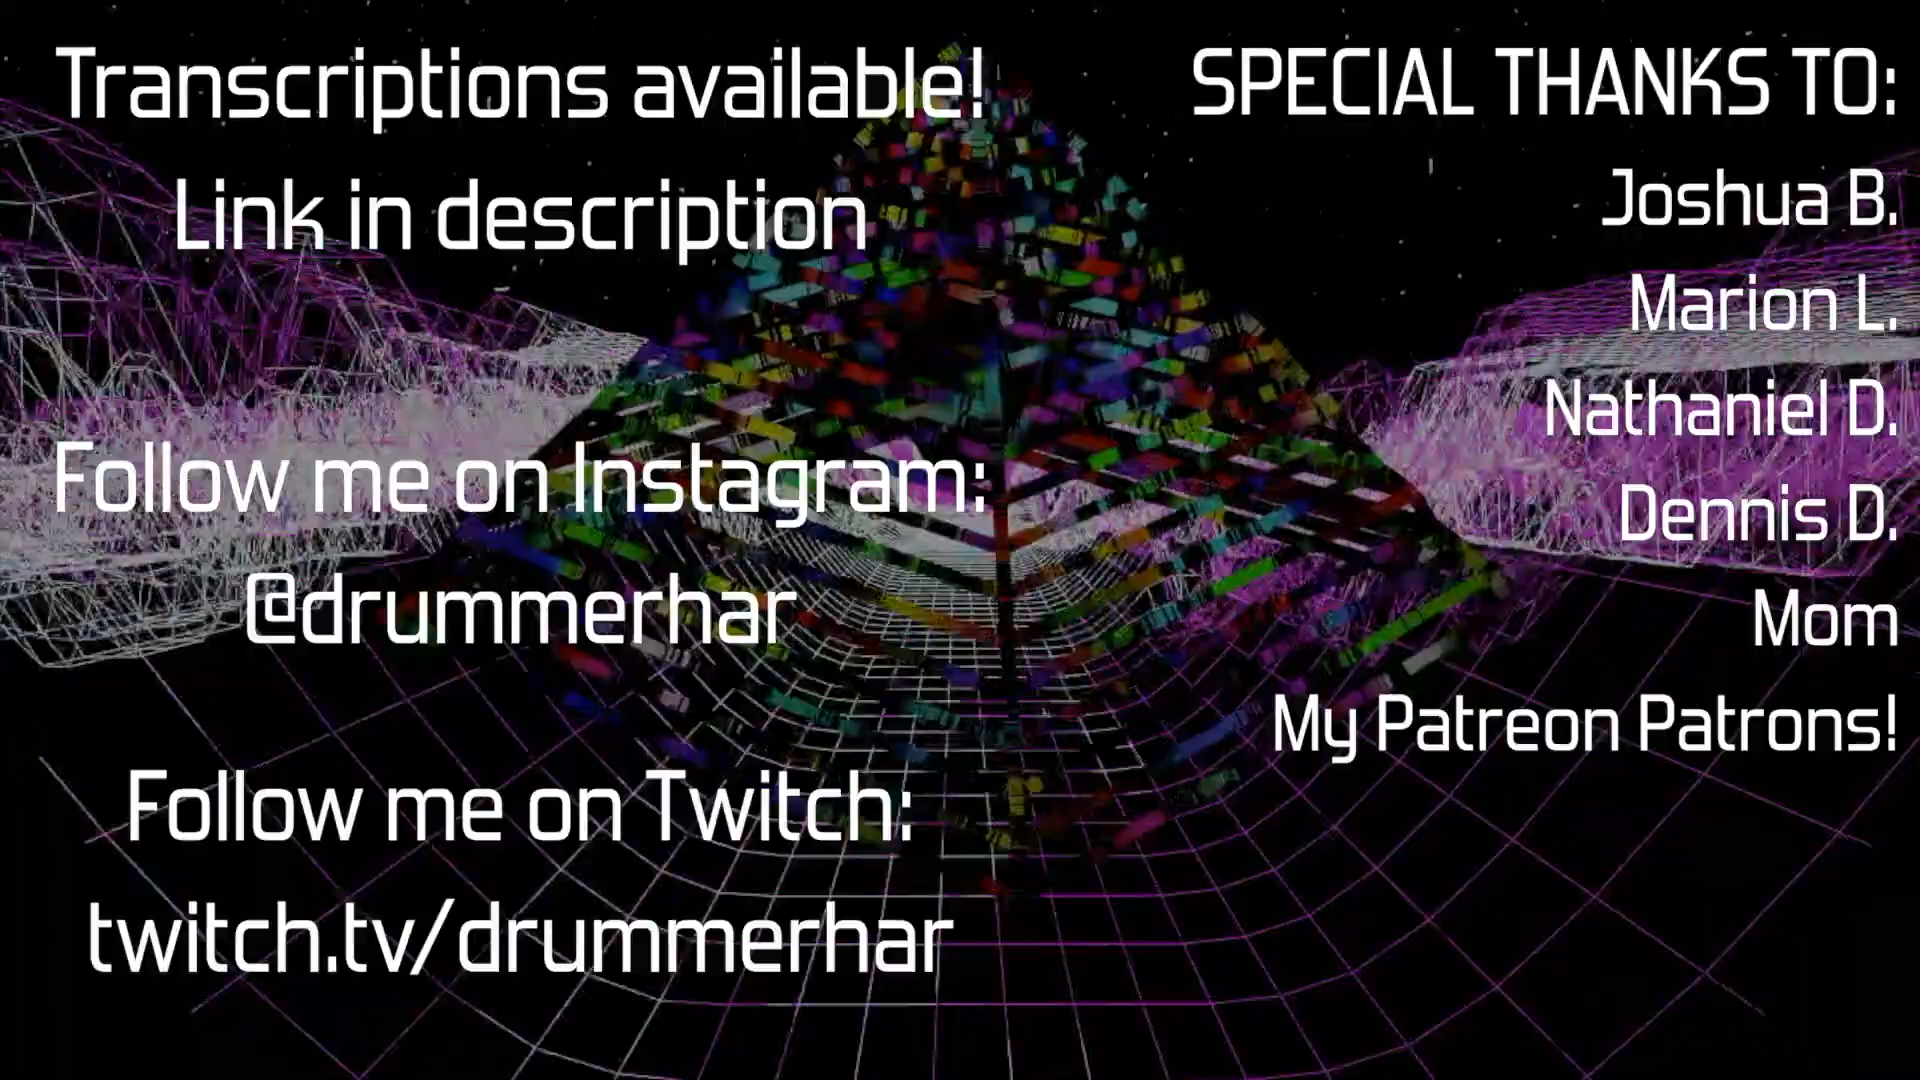 Transcriptions available!
Link in description
Follow me on Instagram:
@drummerhar
Follow me on Twitch:
twitch.tv/drummerhar
SPECIAL THANKS TO:
Joshua B.
Marion L.
Nathaniel D.
Dennis D.
Mom
My Patreon Patrons!